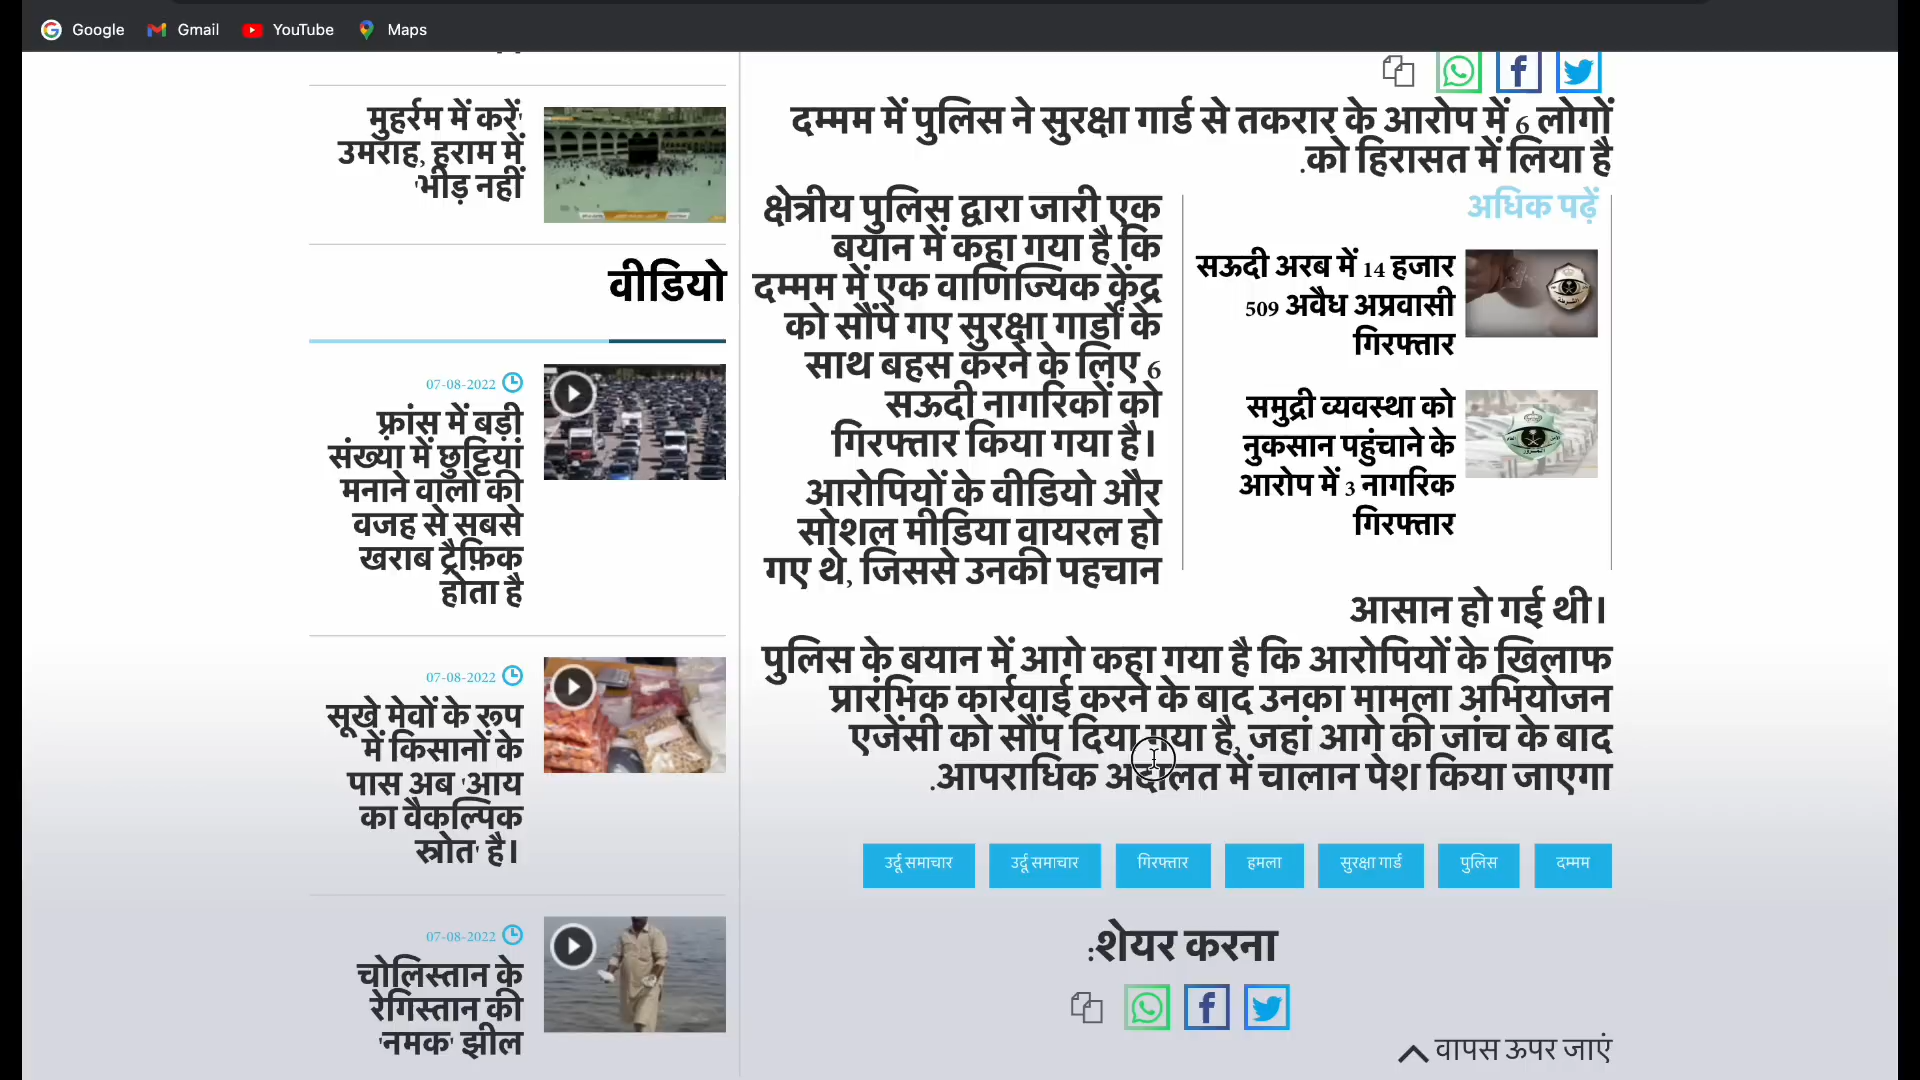 Google
Gmail
YouTube
Maps
मुहर्रम में करें'
उमराह, हराम में
'भीड़ नहीं
वीडियो
07-08-2022
फ़्रांस में बड़ी
संख्या में छुट्टियां
मनाने वालों की
वजह से सबसे
खराब ट्रैफ़िक
होता है
07-08-2022
सूखे मेवों के रूप
में किसानों के
पास अब 'आय
का वैकल्पिक
स्रोत' है।
07-08-2022
चोलिस्तान के
रेगिस्तान की
'नमक' झील
दम्मम में पुलिस ने सुरक्षा गार्ड से तकरार के आरोप में 6 लोगों
.को हिरासत में लिया है
क्षेत्रीय पुलिस द्वारा जारी एक
बयान में कहा गया है कि
दम्मम में एक वाणिज्यिक केंद्र
को सौंपे गए सुरक्षा गार्डों के
साथ बहस करने के लिए 6
सऊदी नागरिकों को
गिरफ्तार किया गया है।
आरोपियों के वीडियो और
सोशल मीडिया वायरल हो
गए थे, जिससे उनकी पहचान
आसान हो गई थी।
अधिक पढ़ें
सऊदी अरब में 14 हजार
509 अवैध अप्रवासी
गिरफ्तार
समुद्री व्यवस्था को
नुकसान पहुंचाने के
आरोप में 3 नागरिक
गिरफ्तार
पुलिस के बयान में आगे कहा गया है कि आरोपियों के खिलाफ
प्रारंभिक कार्रवाई करने के बाद उनका मामला अभियोजन
एजेंसी को सौंप दिया गया है, जहां आगे की जांच के बाद
.आपराधिक अदालत में चालान पेश किया जाएगा
उर्दू समाचार
उर्दू समाचार
गिरफ्तार
हमला
सुरक्षा गार्ड
पुलिस
दम्मम
:शेयर करना
वापस ऊपर जाएं